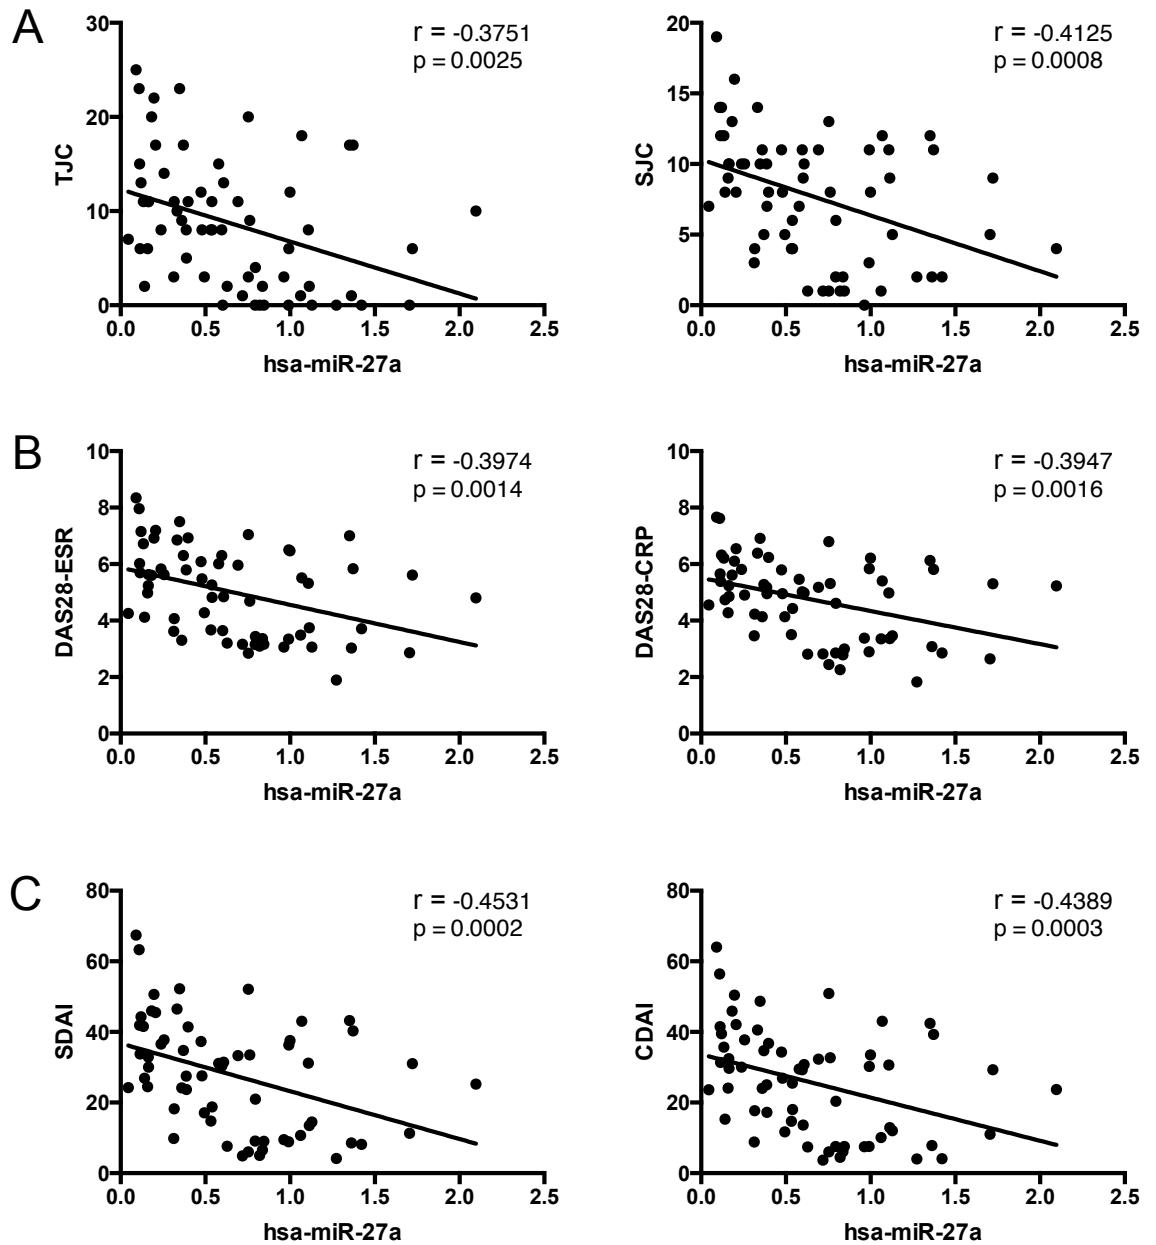 A
r = -0.3751
p = 0.0025
TJC
30
20
10
0
0.0 0.5 1.0 1.5 2.0 2.5
hsa-miR-27a
r = -0.4125
p = 0.0008
SJC
20
15
10
5
0
0.0 0.5 1.0 1.5 2.0 2.5
hsa-miR-27a
B
r = -0.3974
p = 0.0014
DAS28-ESR
10
8
6
4
2
0
0.0 0.5 1.0 1.5 2.0 2.5
hsa-miR-27a
r = -0.3947
p = 0.0016
DAS28-CRP
10
8
6
4
2
0
0.0 0.5 1.0 1.5 2.0 2.5
hsa-miR-27a
C
r = -0.4531
p = 0.0002
SDAI
80
60
40
20
0
0.0 0.5 1.0 1.5 2.0 2.5
hsa-miR-27a
r = -0.4389
p = 0.0003
CDAI
80
60
40
20
0
0.0 0.5 1.0 1.5 2.0 2.5
hsa-miR-27a